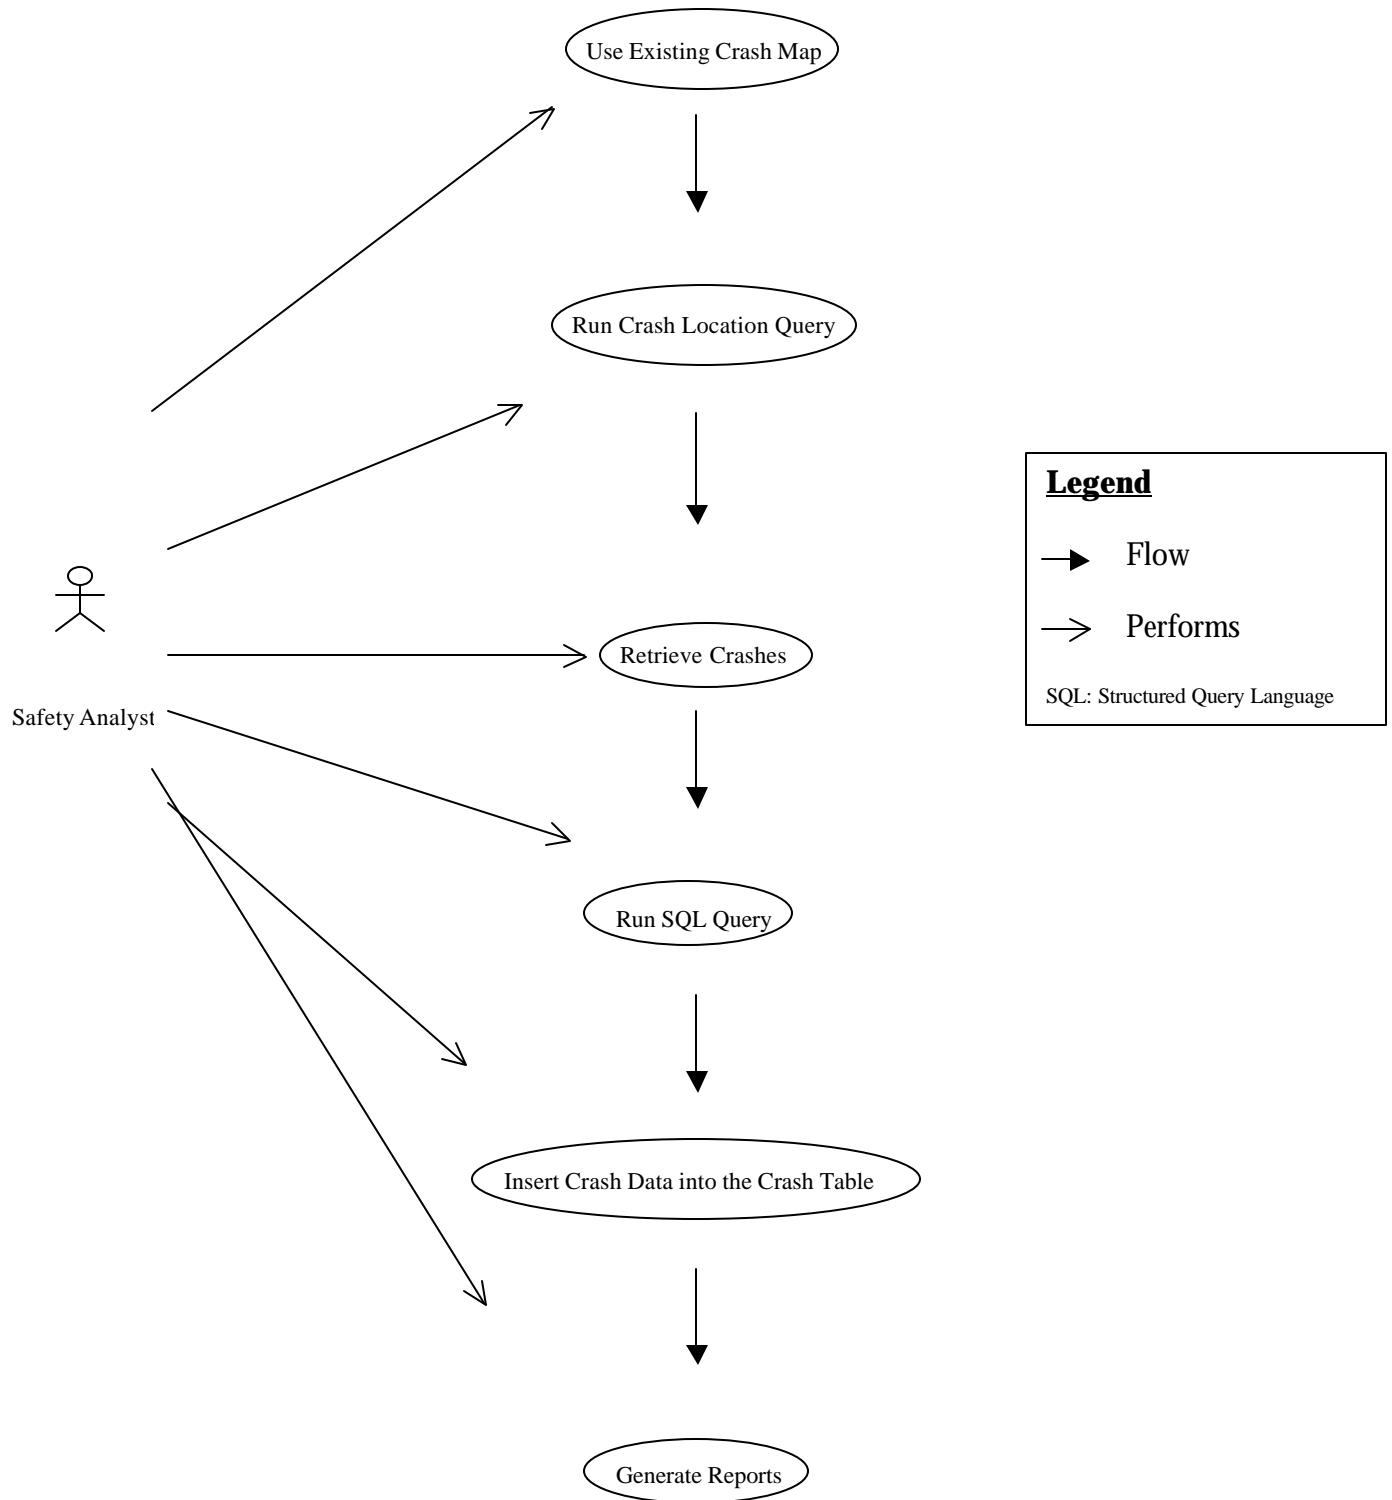 Use Existing Crash Map
Run Crash Location Query
Legend
Flow
Performs
SQL: Structured Query Language
Retrieve Crashes
Safety Analyst
Run SQL Query
Insert Crash Data into the Crash Table
Generate Reports